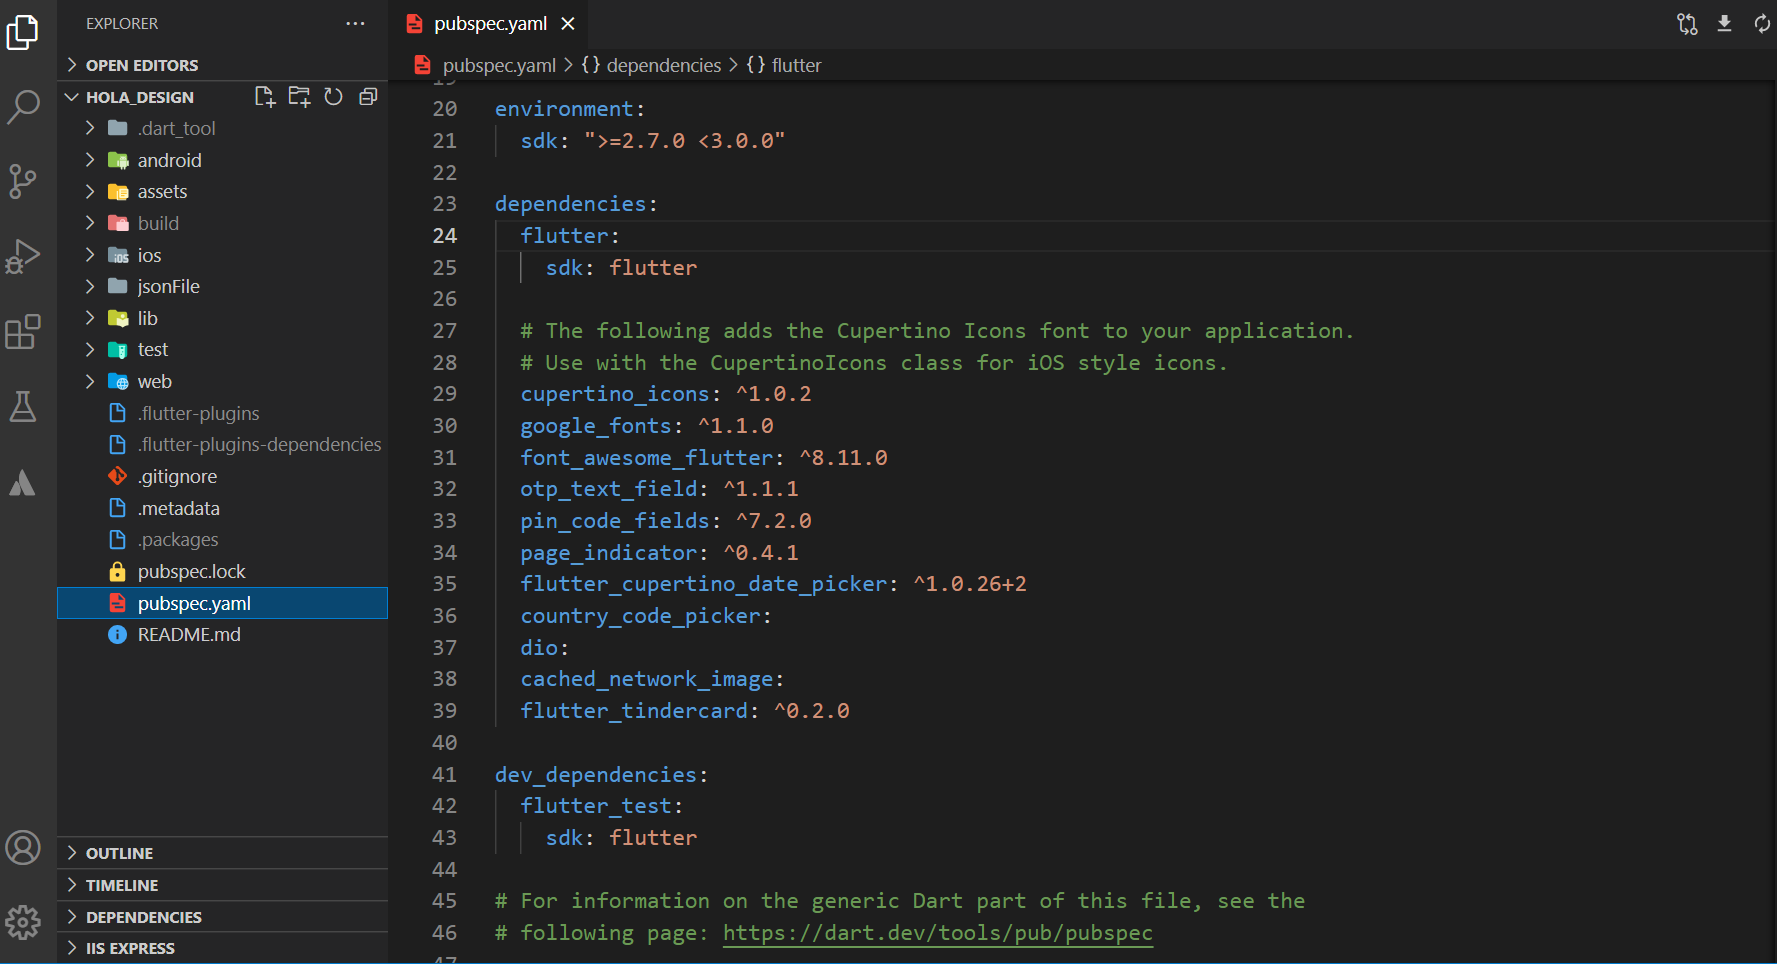 EXPLORER
OPEN EDITORS
HOLA_DESIGN
.dart_tool
android
assets
build
ios
jsonFile
lib
test
web
.flutter-plugins
.flutter-plugins-dependencies
.gitignore
.metadata
.packages
pubspec.lock
pubspec.yaml
README.md
OUTLINE
TIMELINE
DEPENDENCIES
IIS EXPRESS
pubspec.yaml
pubspec.yaml > {} dependencies > {} flutter
19
20 environment:
21 sdk: ">=2.7.0 <3.0.0"
22
23 dependencies:
24 flutter:
25 sdk: flutter
26
27 # The following adds the Cupertino Icons font to your application.
28 # Use with the CupertinoIcons class for iOS style icons.
29 cupertino_icons: ^1.0.2
30 google_fonts: ^1.1.0
31 font_awesome_flutter: ^8.11.0
32 otp_text_field: ^1.1.1
33 pin_code_fields: ^7.2.0
34 page_indicator: ^0.4.1
35 flutter_cupertino_date_picker: ^1.0.26+2
36 country_code_picker:
37 dio:
38 cached_network_image:
39 flutter_tindercard: ^0.2.0
40
41 dev_dependencies:
42 flutter_test:
43 sdk: flutter
44
45 # For information on the generic Dart part of this file, see the
46 # following page: https://dart.dev/tools/pub/pubspec
47